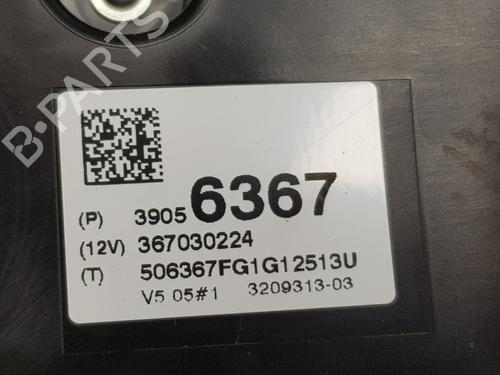 B-PARTS
(P) 3905 6367
(12V) 367030224
(T) 506367FG1G12513U
V5 05#1 3209313-03